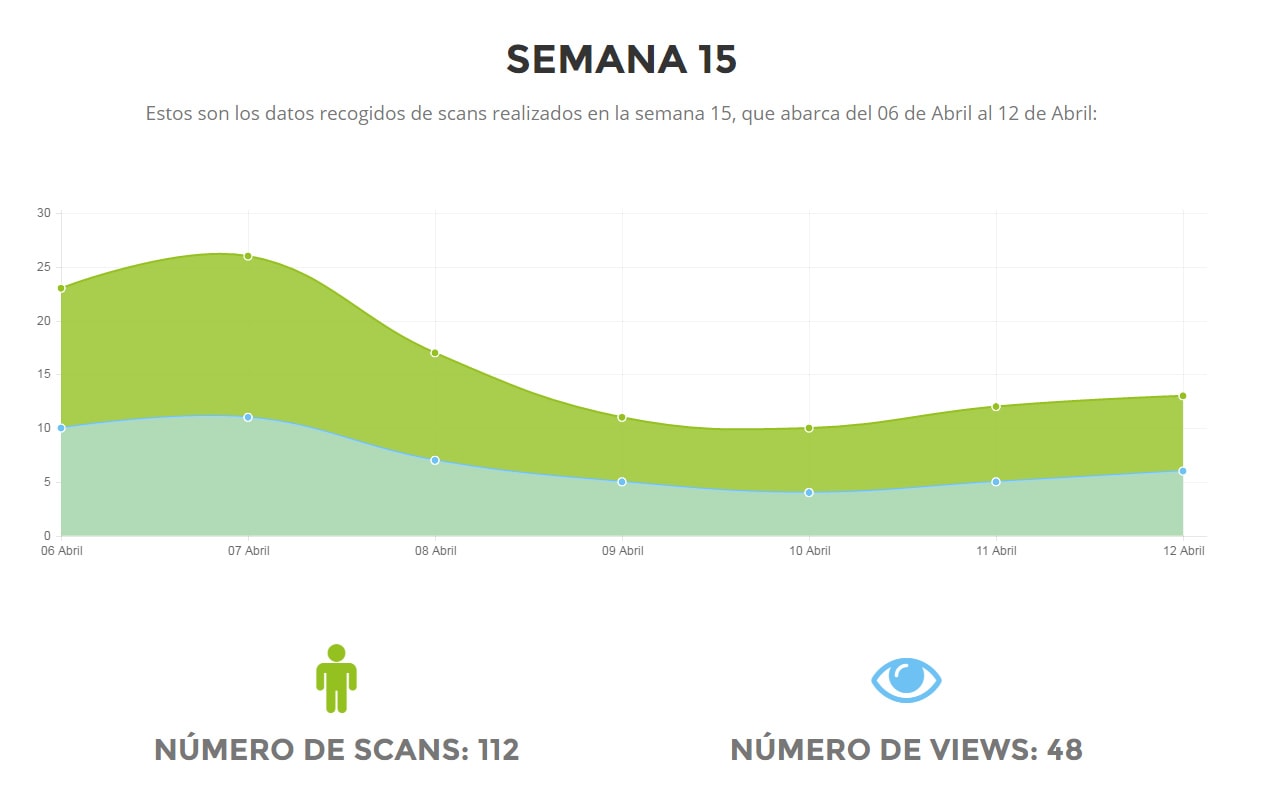 SEMANA 15
Estos son los datos recogidos de scans realizados en la semana 15, que abarca del 06 de Abril al 12 de Abril:
30
25
20
15
10
5
0
06 Abril 07 Abril 08 Abril 09 Abril 10 Abril 11 Abril 12 Abril
NÚMERO DE SCANS: 112 NÚMERO DE VIEWS: 48